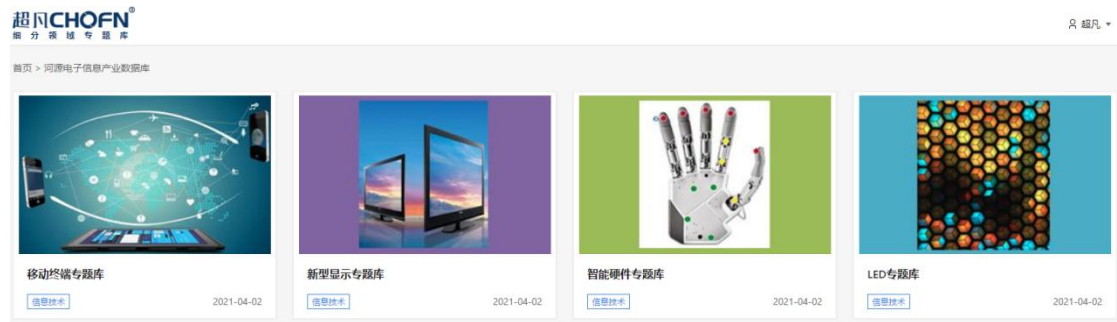 超凡CHOFN®
细分领域专题库
超凡
首页 > 河源电子信息产业数据库
移动终端专题库
信息技术 2021-04-02
新型显示专题库
信息技术 2021-04-02
智能硬件专题库
信息技术 2021-04-02
LED专题库
信息技术 2021-04-02